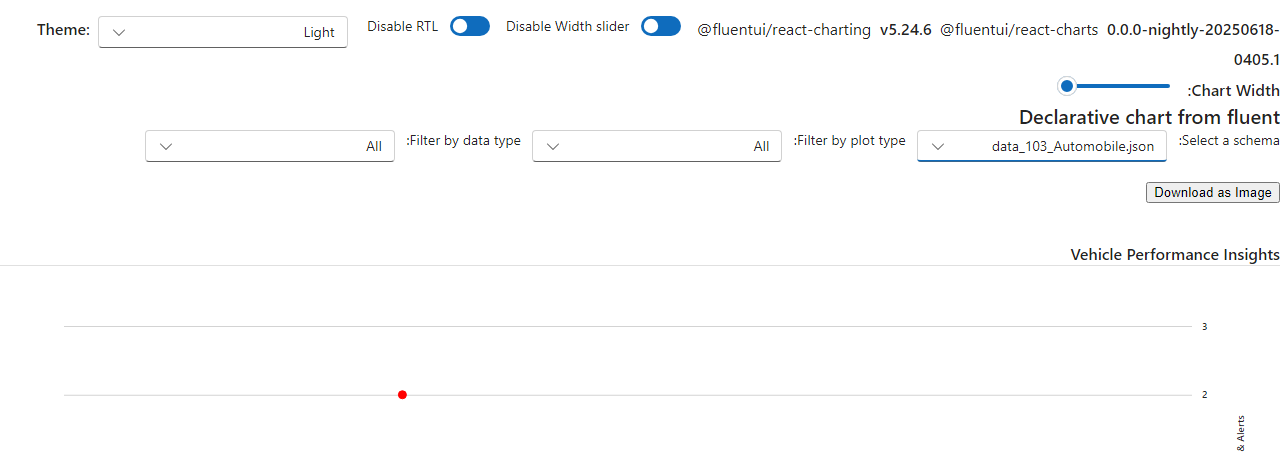 Theme: Light Disable RTL Disable Width slider @fluentui/react-charting v5.24.6 @fluentui/react-charts 0.0.0-nightly-20250618-
0405.1
:Chart Width
Declarative chart from fluent
All :Filter by data type All :Filter by plot type data_103_Automobile.json :Select a schema
Download as Image
Vehicle Performance Insights
3
2
& Alerts